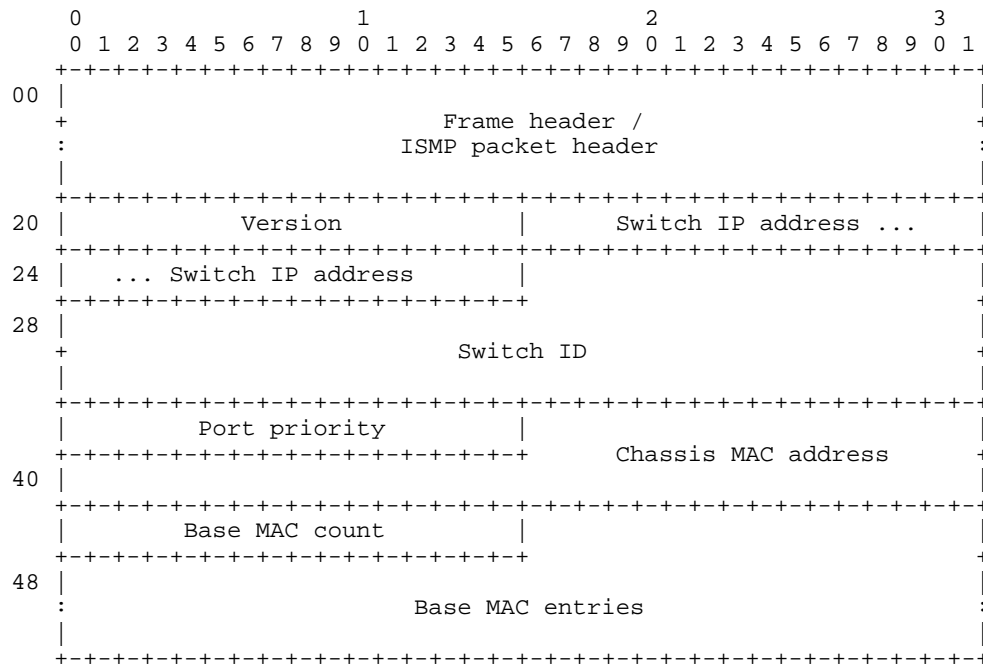 0                   1                   2                   3
0 1 2 3 4 5 6 7 8 9 0 1 2 3 4 5 6 7 8 9 0 1 2 3 4 5 6 7 8 9 0 1
+-+-+-+-+-+-+-+-+-+-+-+-+-+-+-+-+-+-+-+-+-+-+-+-+-+-+-+-+-+-+-+-+
00 |                                                               |
+                          Frame header /                       +
:                       ISMP packet header                      :
|                                                               |
+-+-+-+-+-+-+-+-+-+-+-+-+-+-+-+-+-+-+-+-+-+-+-+-+-+-+-+-+-+-+-+-+
20 |            Version            |      Switch IP address ...    |
+-+-+-+-+-+-+-+-+-+-+-+-+-+-+-+-+-+-+-+-+-+-+-+-+-+-+-+-+-+-+-+-+
24 |   ... Switch IP address       |                               |
+-+-+-+-+-+-+-+-+-+-+-+-+-+-+-+-+                               +
28 |                                                               |
+                           Switch ID                           +
|                                                               |
+-+-+-+-+-+-+-+-+-+-+-+-+-+-+-+-+-+-+-+-+-+-+-+-+-+-+-+-+-+-+-+-+
|         Port priority         |                               |
+-+-+-+-+-+-+-+-+-+-+-+-+-+-+-+-+      Chassis MAC address      +
40 |                                                               |
+-+-+-+-+-+-+-+-+-+-+-+-+-+-+-+-+-+-+-+-+-+-+-+-+-+-+-+-+-+-+-+-+
|        Base MAC count         |                               |
+-+-+-+-+-+-+-+-+-+-+-+-+-+-+-+-+                               +
48 |                                                               |
:                        Base MAC entries                       :
|                                                               |
+-+-+-+-+-+-+-+-+-+-+-+-+-+-+-+-+-+-+-+-+-+-+-+-+-+-+-+-+-+-+-+-+